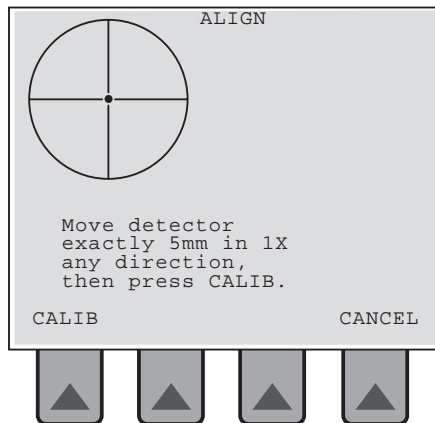 ALIGN
Move detector
exactly 5mm in 1X
any direction,
then press CALIB.
CALIB CANCEL